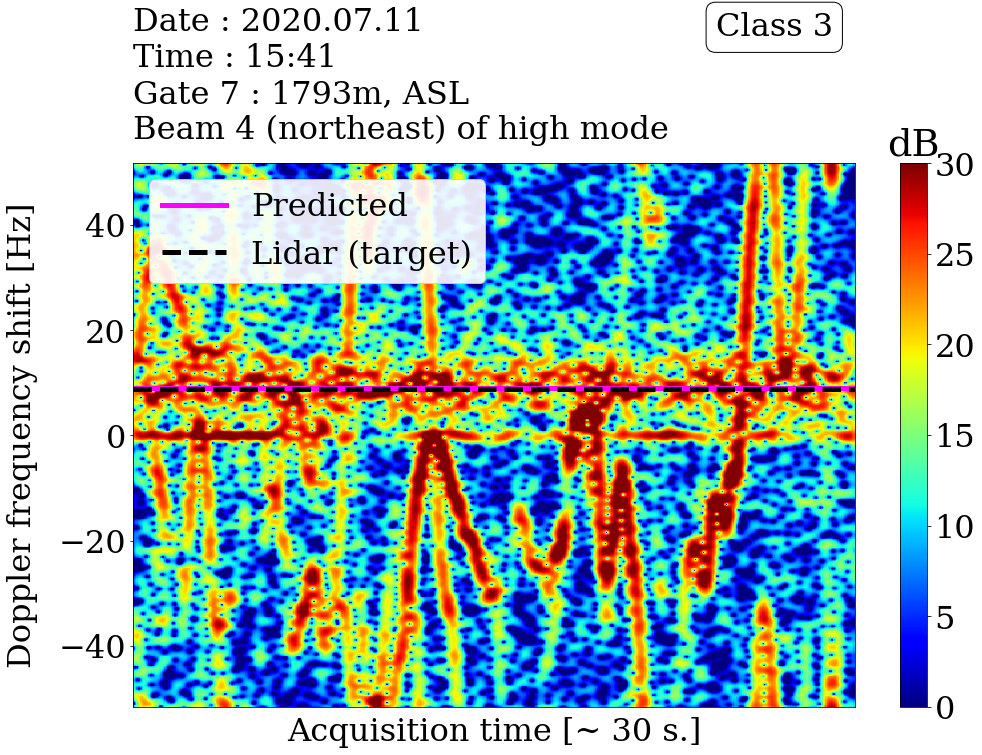 Date : 2020.07.11
Time : 15:41
Gate 7 : 1793m, ASL
Beam 4 (northeast) of high mode
Class 3
dB
Predicted
Lidar (target)
Doppler frequency shift [Hz]
40
20
0
−20
−40
Acquisition time [~ 30 s.]
30
25
20
15
10
5
0